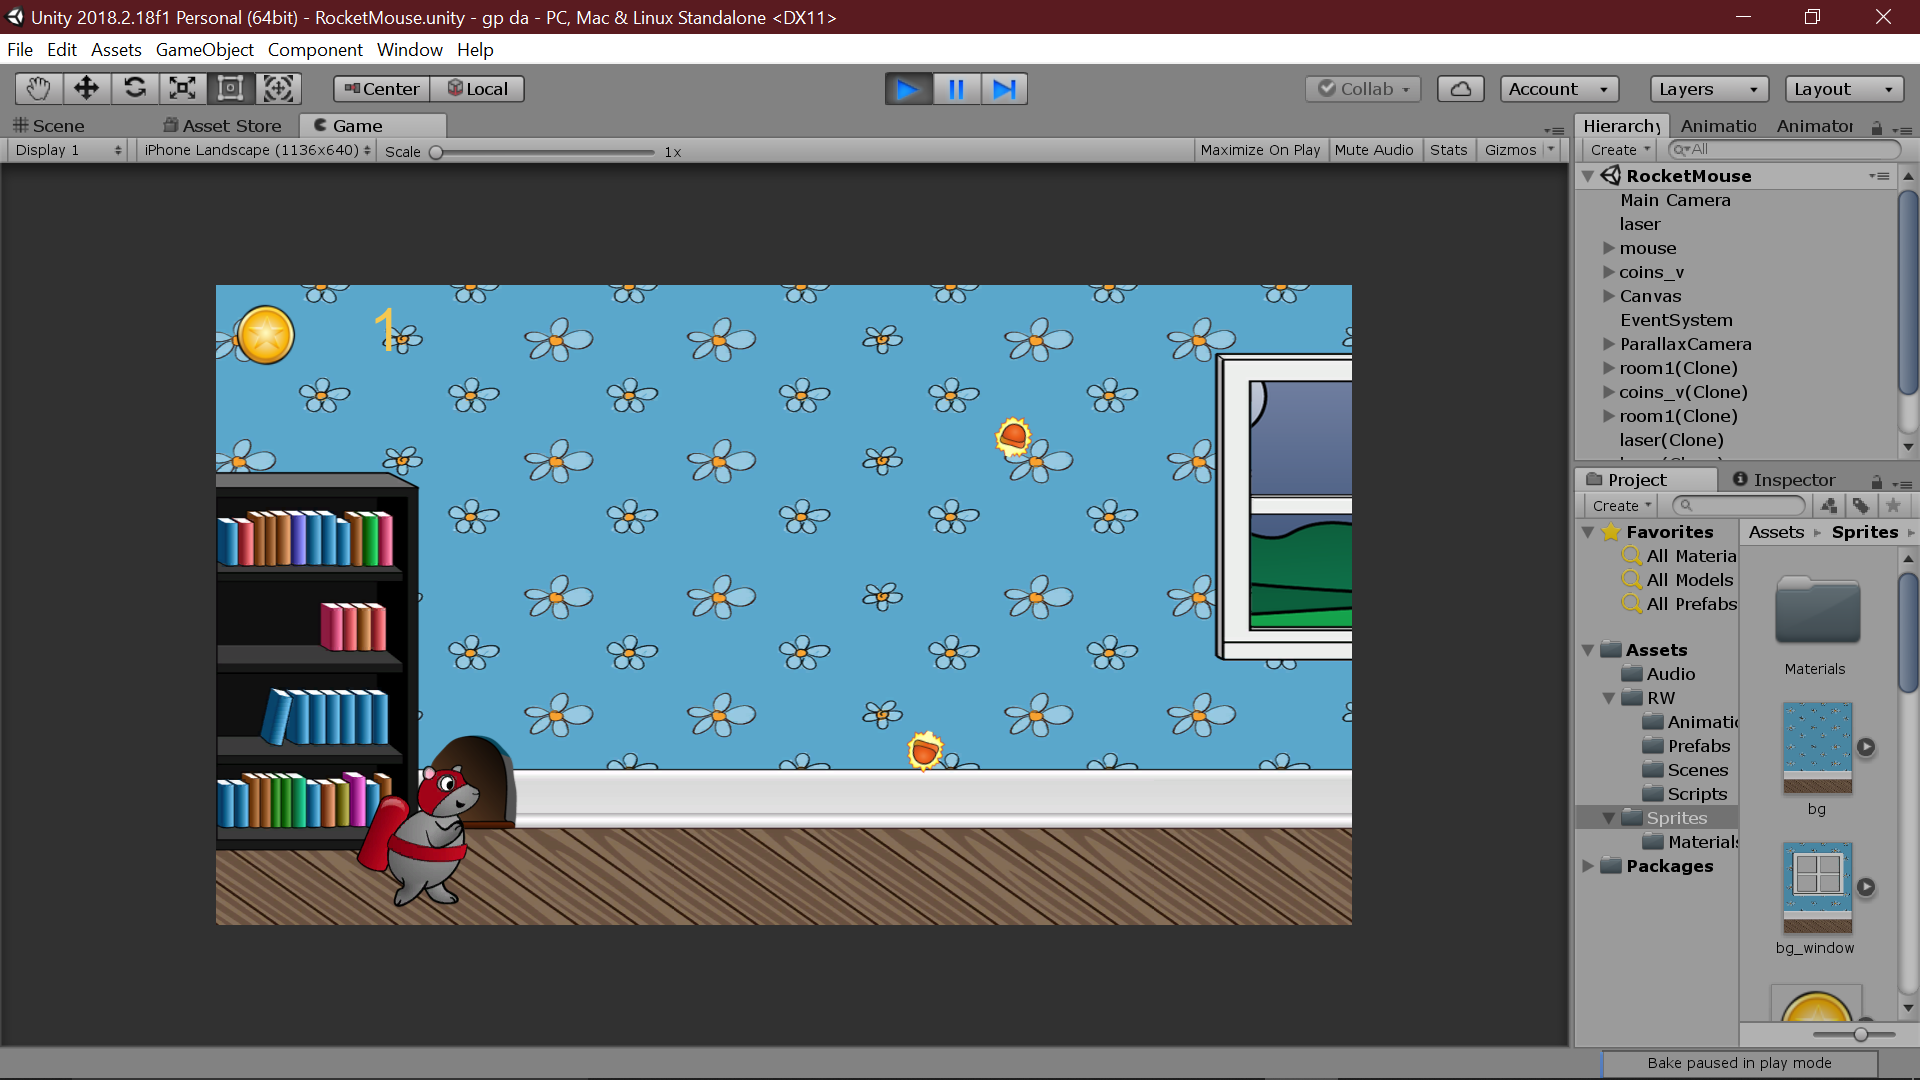 Unity 2018.2.18f1 Personal (64bit) - RocketMouse.unity - gp da - PC, Mac & Linux Standalone <DX11>
File Edit Assets GameObject Component Window Help
Center Local Collab Account Layers Layout
Scene Asset Store Game
Display 1 iPhone Landscape (1136x640) Scale 1x Maximize On Play Mute Audio Stats Gizmos
1
Hierarchy Animatio Animator
Create All
RocketMouse
Main Camera
laser
mouse
coins_v
Canvas
EventSystem
ParallaxCamera
room1(Clone)
coins_v(Clone)
room1(Clone)
laser(Clone)
Project Inspector
Create
Favorites
All Materia
All Models
All Prefabs
Assets
Audio
RW
Animatic
Prefabs
Scenes
Scripts
Sprites
Materials
Packages
Assets Sprites
Materials
bg
bg_window
Bake paused in play mode